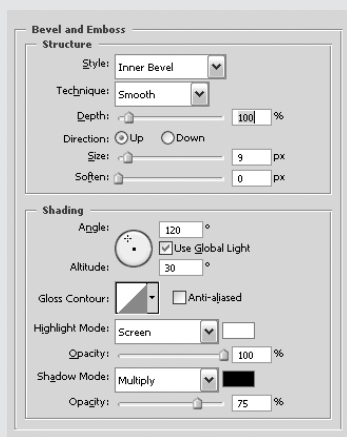 Bevel and Emboss
Structure
Style: Inner Bevel
Technique: Smooth
Depth: 100 %
Direction: Up Down
Size: 9 px
Soften: 0 px
Shading
Angle: 120 °
Use Global Light
Altitude: 30 °
Gloss Contour: Anti-aliased
Highlight Mode: Screen
Opacity: 100 %
Shadow Mode: Multiply
Opacity: 75 %